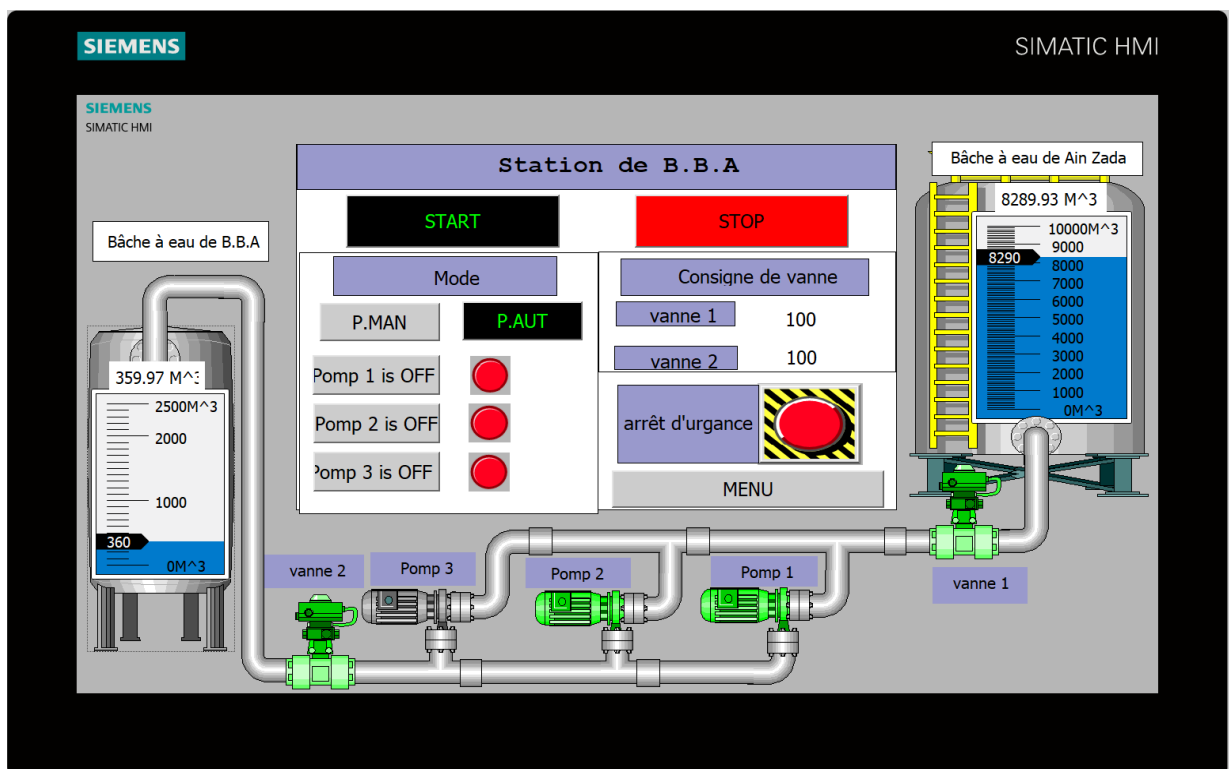 SIEMENS
SIMATIC HMI
SIEMENS
SIMATIC HMI
Station de B.B.A
Bâche à eau de Ain Zada
START
STOP
8289.93 M^3
Bâche à eau de B.B.A
10000M^3
9000
8290
8000
7000
6000
5000
4000
3000
2000
1000
0M^3
Mode
Consigne de vanne
P.MAN
P.AUT
vanne 1
100
vanne 2
100
359.97 M^3
2500M^3
2000
1000
360
0M^3
Pomp 1 is OFF
Pomp 2 is OFF
Pomp 3 is OFF
arrêt d'urgance
MENU
vanne 2
Pomp 3
Pomp 2
Pomp 1
vanne 1